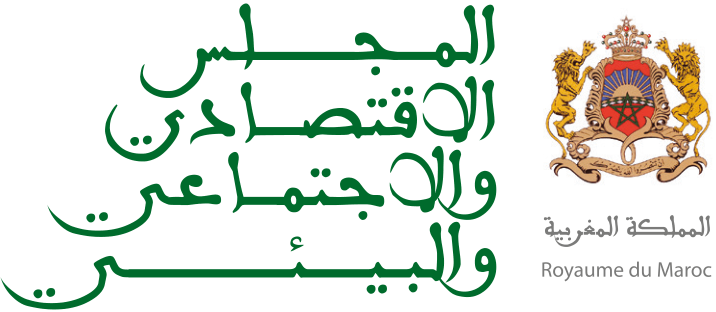 المجلس
الاقتصادي
والاجتماعي
والبيئي
المملكة المغربية
Royaume du Maroc